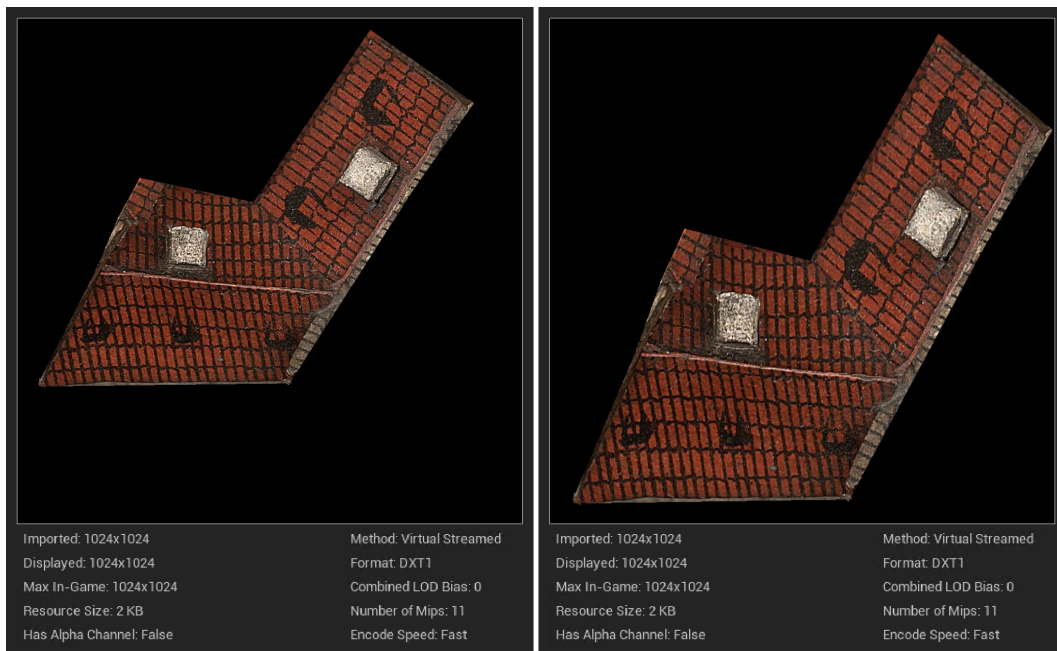 Imported: 1024x1024
Method: Virtual Streamed
Displayed: 1024x1024
Format: DXT1
Max In-Game: 1024x1024
Combined LOD Bias: 0
Resource Size: 2 KB
Number of Mips: 11
Has Alpha Channel: False
Encode Speed: Fast
Imported: 1024x1024
Method: Virtual Streamed
Displayed: 1024x1024
Format: DXT1
Max In-Game: 1024x1024
Combined LOD Bias: 0
Resource Size: 2 KB
Number of Mips: 11
Has Alpha Channel: False
Encode Speed: Fast